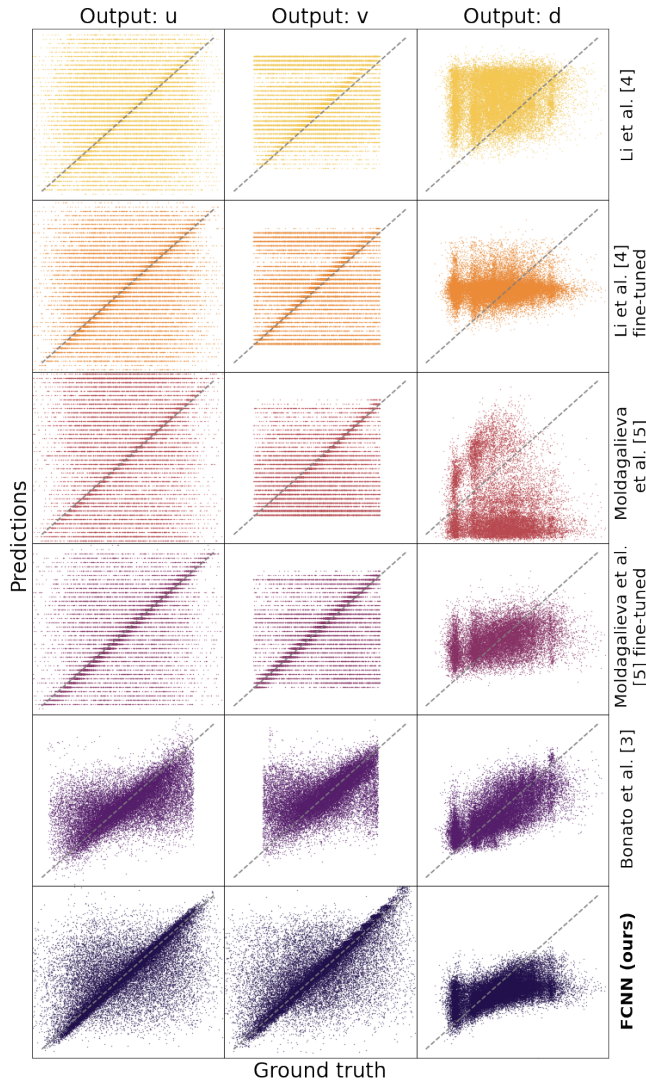 Output: u
Output: v
Output: d
Li et al. [4]
Li et al. [4]
fine-tuned
Moldagalieva
et al. [5]
Moldagalieva et al.
[5] fine-tuned
Bonato et al. [3]
FCNN (ours)
Predictions
Ground truth